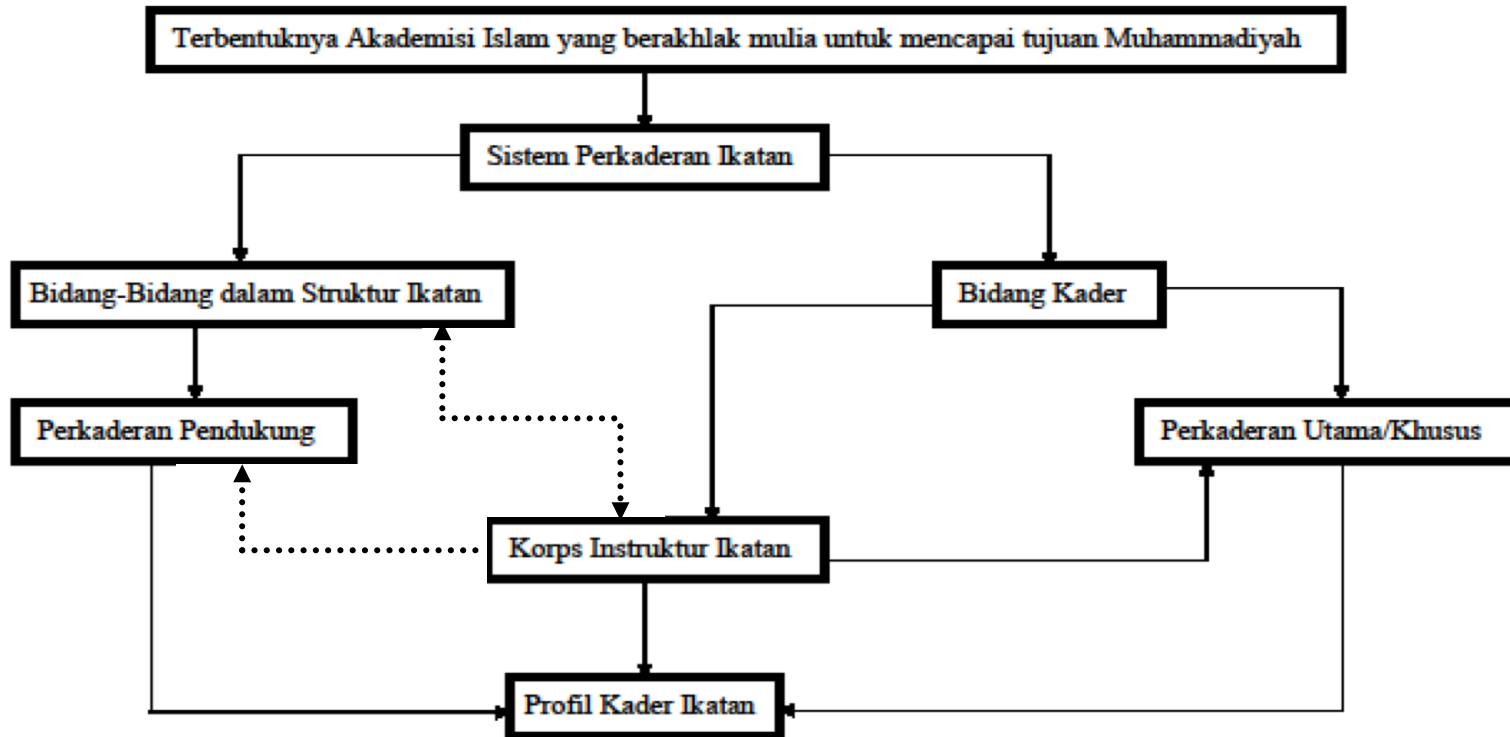 Terbentuknya Akademisi Islam yang berakhlak mulia untuk mencapai tujuan Muhammadiyah
Sistem Perkaderan Ikatan
Bidang-Bidang dalam Struktur Ikatan
Bidang Kader
Perkaderan Pendukung
Perkaderan Utama/Khusus
Korps Instruktur Ikatan
Profil Kader Ikatan